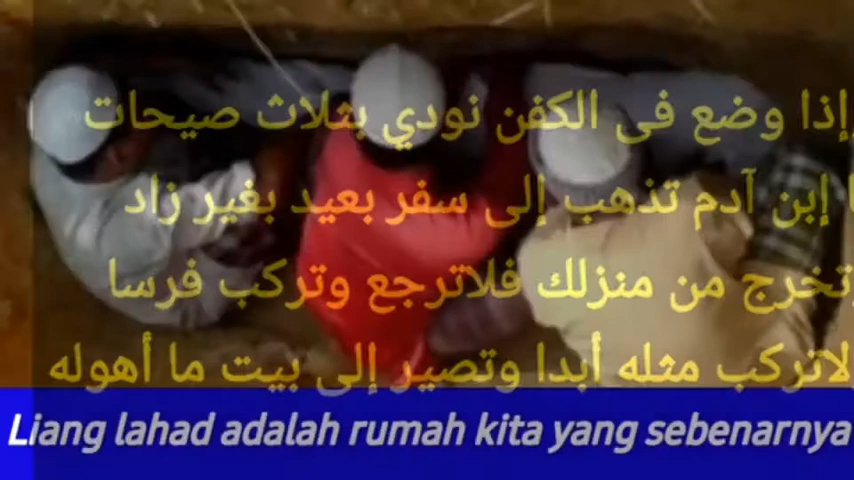 إذا وضع فى الكفن نودي بثلاث صيحات
إبن آدم تذهب إلى سفر بعيد بغير زاد
وتخرج من منزلك فلاترجع وتركب فرسا
لاتركب مثله أبدا وتصير إلى بيت ما أهوله
Liang lahad adalah rumah kita yang sebenarnya